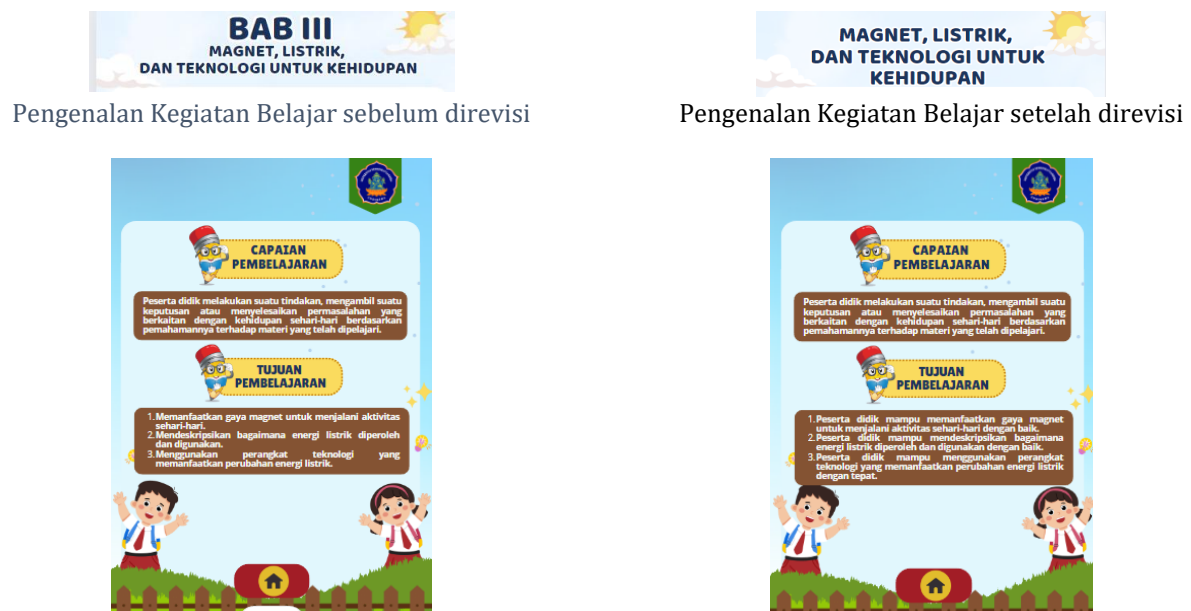 BAB III
MAGNET, LISTRIK,
DAN TEKNOLOGI UNTUK KEHIDUPAN
Pengenalan Kegiatan Belajar sebelum direvisi
CAPAIAN
PEMBELAJARAN
Peserta didik melakukan suatu tindakan, mengambil suatu
keputusan atau menyelesaikan permasalahan yang
berkaitan dengan kehidupan sehari-hari berdasarkan
pemahamannya terhadap materi yang telah dipelajari.
TUJUAN
PEMBELAJARAN
1. Memanfaatkan gaya magnet untuk menjalani aktivitas
sehari-hari.
2. Mendeskripsikan bagaimana energi listrik diperoleh
dan digunakan.
3. Menggunakan perangkat teknologi yang
memanfaatkan perubahan energi listrik.
MAGNET, LISTRIK,
DAN TEKNOLOGI UNTUK
KEHIDUPAN
Pengenalan Kegiatan Belajar setelah direvisi
CAPAIAN
PEMBELAJARAN
Peserta didik melakukan suatu tindakan, mengambil suatu
keputusan atau menyelesaikan permasalahan yang
berkaitan dengan kehidupan sehari-hari berdasarkan
pemahamannya terhadap materi yang telah dipelajari.
TUJUAN
PEMBELAJARAN
1. Peserta didik mampu memanfaatkan gaya magnet
untuk menjalani aktivitas sehari-hari dengan baik.
2. Peserta didik mampu mendeskripsikan bagaimana
energi listrik diperoleh dan digunakan dengan baik.
3. Peserta didik mampu menggunakan perangkat
teknologi yang memanfaatkan perubahan energi listrik
dengan tepat.